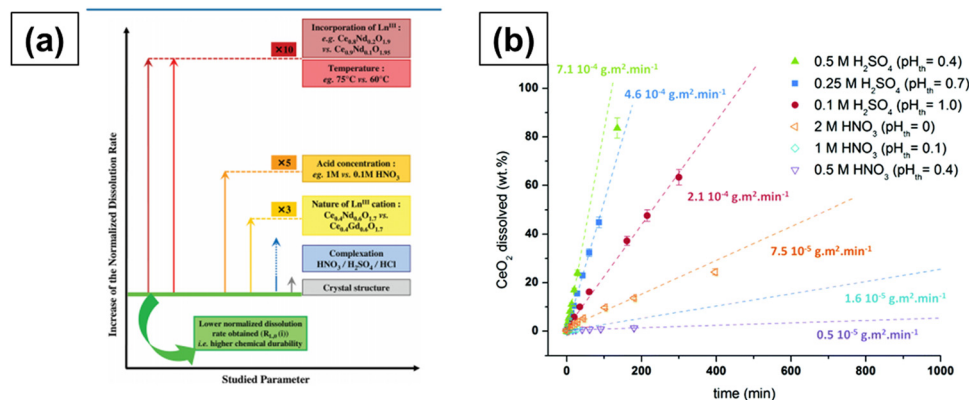 (a)
Increase of the Normalized Dissolution Rate
×10
Incorporation of Lnᴵᴵᴵ :
e.g. Ce₀.₈Nd₀.₂O₁.₉
vs. Ce₀.₉Nd₀.₁O₁.₉₅
Temperature :
eg. 75°C vs. 60°C
×5
Acid concentration :
eg. 1M vs. 0.1M HNO₃
×3
Nature of Lnᴵᴵᴵ cation :
Ce₀.₄Nd₀.₆O₁.₇ vs.
Ce₀.₄Gd₀.₆O₁.₇
Complexation
HNO₃ / H₂SO₄ / HCl
Crystal structure
Lower normalized dissolution
rate obtained (R_L,0 (i))
i.e. higher chemical durability
Studied Parameter
(b)
CeO₂ dissolved (wt.%)
100
80
60
40
20
0
0
200
400
600
800
1000
time (min)
7.1 10⁻⁴ g.m².min⁻¹
4.6 10⁻⁴ g.m².min⁻¹
2.1 10⁻⁴ g.m².min⁻¹
7.5 10⁻⁵ g.m².min⁻¹
1.6 10⁻⁵ g.m².min⁻¹
0.5 10⁻⁵ g.m².min⁻¹
0.5 M H₂SO₄ (pHₜₕ= 0.4)
0.25 M H₂SO₄ (pHₜₕ= 0.7)
0.1 M H₂SO₄ (pHₜₕ= 1.0)
2 M HNO₃ (pHₜₕ= 0)
1 M HNO₃ (pHₜₕ= 0.1)
0.5 M HNO₃ (pHₜₕ= 0.4)